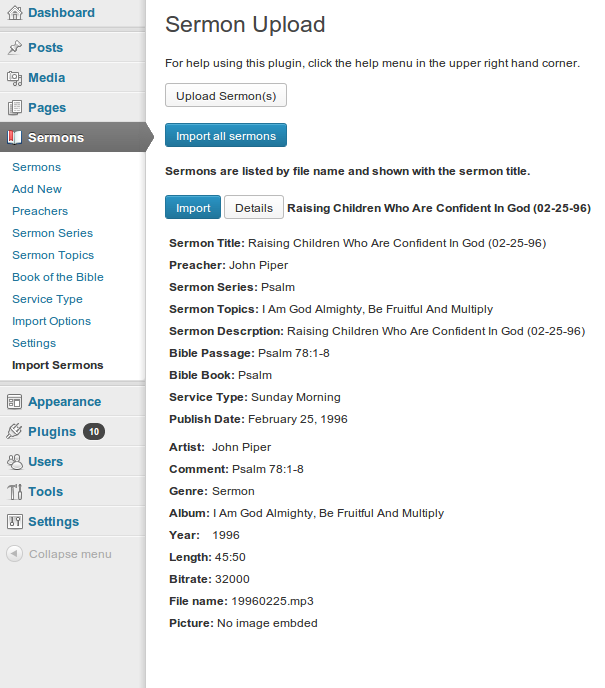 Dashboard
Posts
Media
Pages
Sermons
Sermons
Add New
Preachers
Sermon Series
Sermon Topics
Book of the Bible
Service Type
Import Options
Settings
Import Sermons
Appearance
Plugins 10
Users
Tools
Settings
Collapse menu
Sermon Upload
For help using this plugin, click the help menu in the upper right hand corner.
Upload Sermon(s)
Import all sermons
Sermons are listed by file name and shown with the sermon title.
Import Details Raising Children Who Are Confident In God (02-25-96)
Sermon Title: Raising Children Who Are Confident In God (02-25-96)
Preacher: John Piper
Sermon Series: Psalm
Sermon Topics: I Am God Almighty, Be Fruitful And Multiply
Sermon Descrption: Raising Children Who Are Confident In God (02-25-96)
Bible Passage: Psalm 78:1-8
Bible Book: Psalm
Service Type: Sunday Morning
Publish Date: February 25, 1996
Artist: John Piper
Comment: Psalm 78:1-8
Genre: Sermon
Album: I Am God Almighty, Be Fruitful And Multiply
Year: 1996
Length: 45:50
Bitrate: 32000
File name: 19960225.mp3
Picture: No image embded